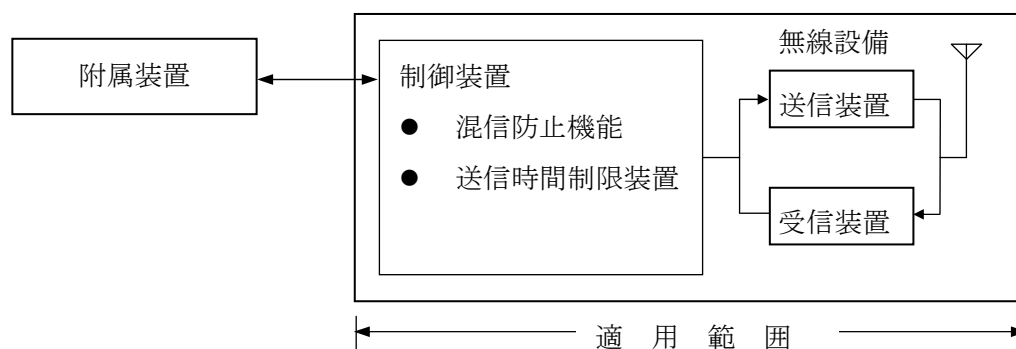 無線設備
附属装置
制御装置
● 混信防止機能
● 送信時間制限装置
送信装置
受信装置
適 用 範 囲